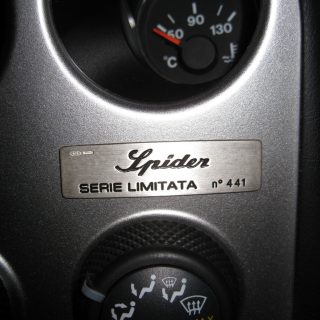 50 90 130
°C
Spider
SERIE LIMITATA n° 441